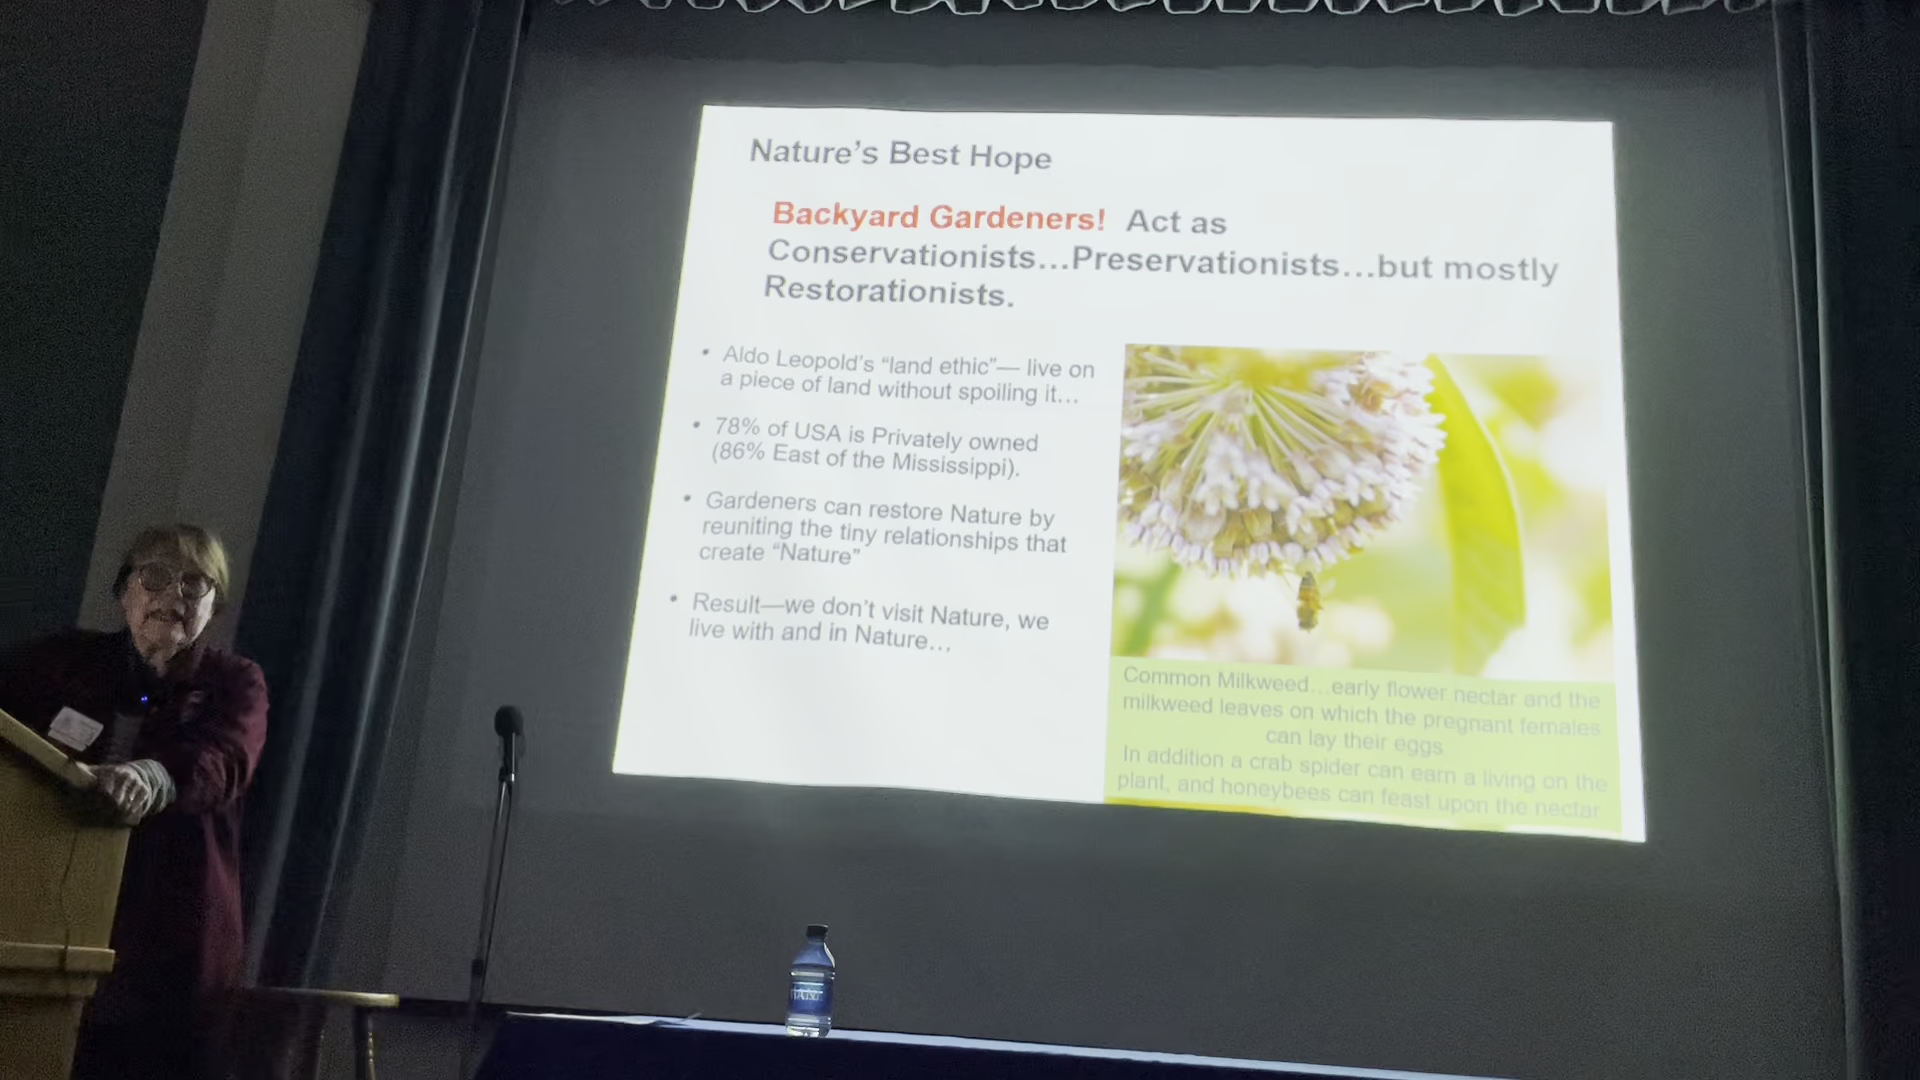 Nature's Best Hope
Backyard Gardeners! Act as
Conservationists...Preservationists...but mostly
Restorationists.
• Aldo Leopold's "land ethic"— live on
a piece of land without spoiling it...
• 78% of USA is Privately owned
(86% East of the Mississippi).
• Gardeners can restore Nature by
reuniting the tiny relationships that
create "Nature"
• Result—we don't visit Nature, we
live with and in Nature...
Common Milkweed...early flower nectar and the
milkweed leaves on which the pregnant females
can lay their eggs
In addition a crab spider can earn a living on the
plant, and honeybees can feast upon the nectar